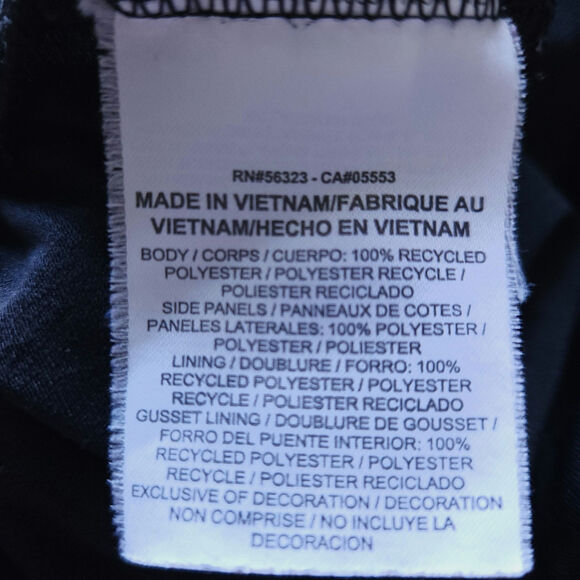 RN#56323 - CA#05553
MADE IN VIETNAM/FABRIQUE AU
VIETNAM/HECHO EN VIETNAM
BODY / CORPS / CUERPO: 100% RECYCLED
POLYESTER / POLYESTER RECYCLE /
POLIESTER RECICLADO
SIDE PANELS / PANNEAUX DE COTES /
PANELES LATERALES: 100% POLYESTER /
POLYESTER / POLIESTER
LINING / DOUBLURE / FORRO: 100%
RECYCLED POLYESTER / POLYESTER
RECYCLE / POLIESTER RECICLADO
GUSSET LINING / DOUBLURE DE GOUSSET /
FORRO DEL PUENTE INTERIOR: 100%
RECYCLED POLYESTER / POLYESTER
RECYCLE / POLIESTER RECICLADO
EXCLUSIVE OF DECORATION / DECORATION
NON COMPRISE / NO INCLUYE LA
DECORACION